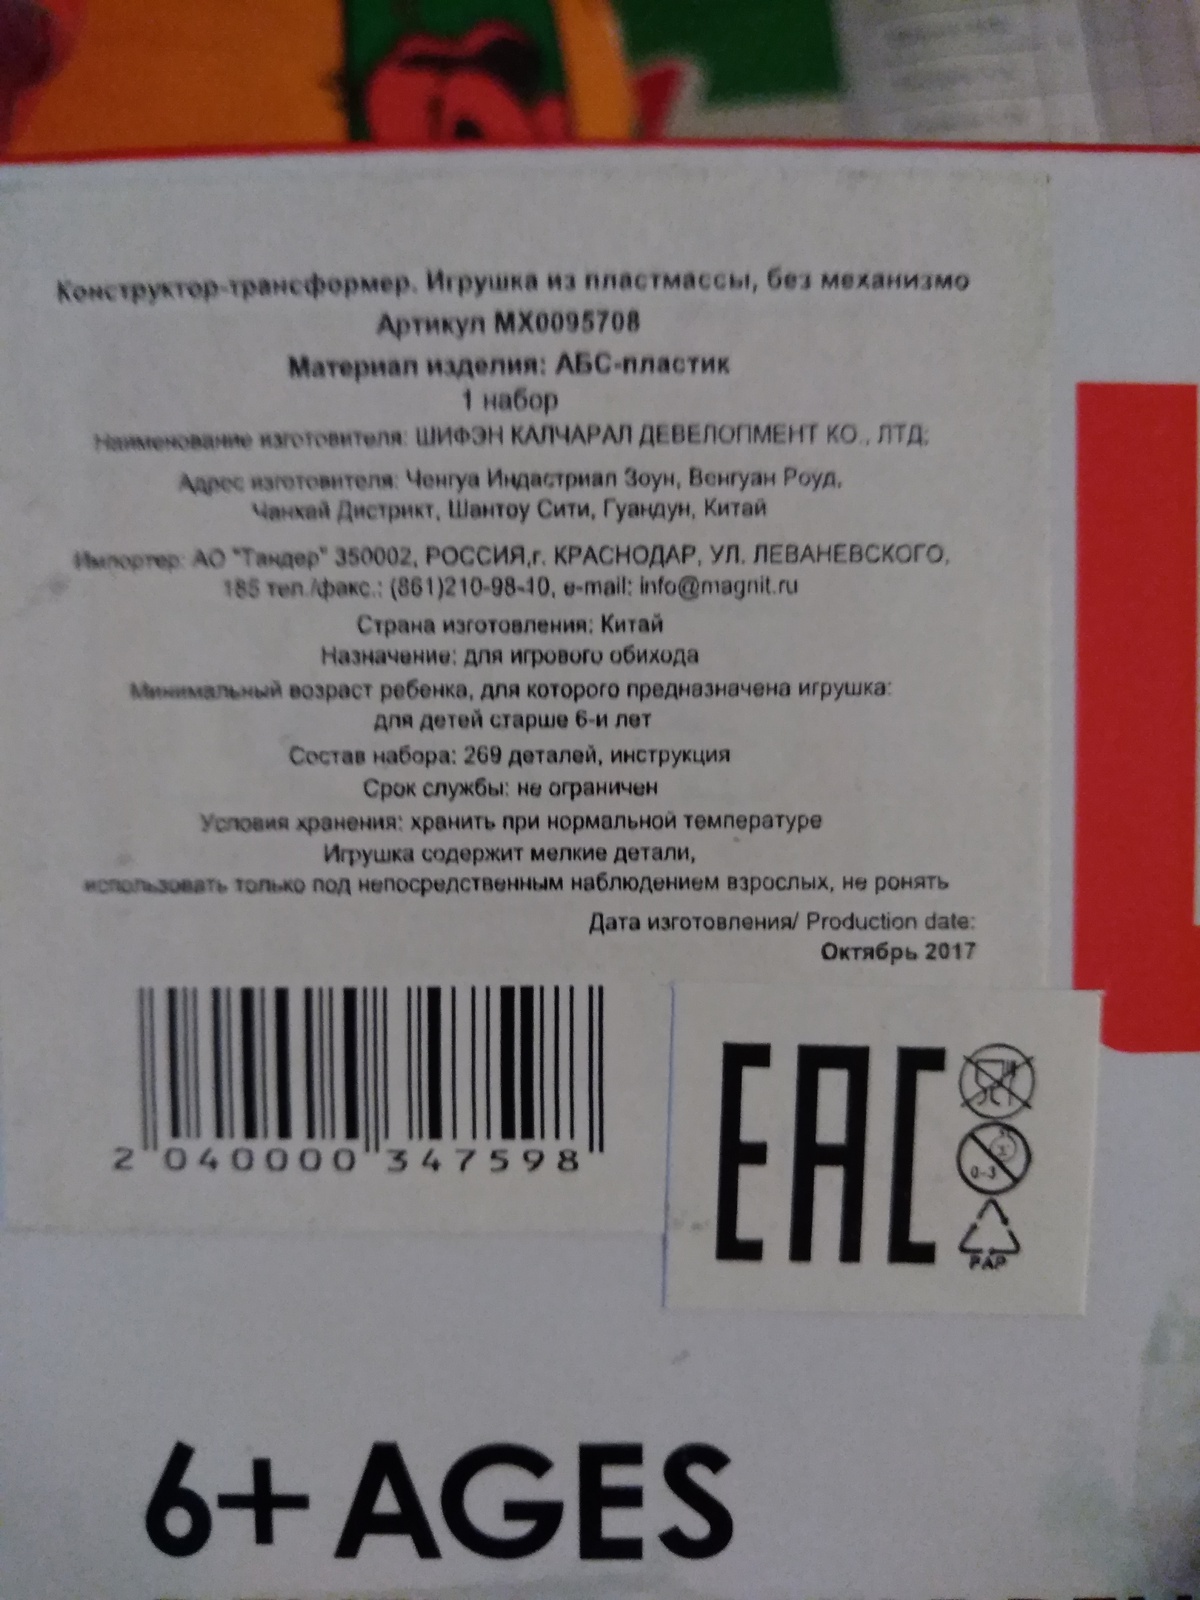 Конструктор-трансформер. Игрушка из пластмассы, без механизмо
Артикул МХ0095708
Материал изделия: АБС-пластик
1 набор
Наименование изготовителя: ШИФЭН КАЛЧАРАЛ ДЕВЕЛОПМЕНТ КО., ЛТД;
Адрес изготовителя: Ченгуа Индастриал Зоун, Венгуан Роуд,
Чанхай Дистрикт, Шантоу Сити, Гуандун, Китай
Импортер: АО "Тандер" 350002, РОССИЯ,г. КРАСНОДАР, УЛ. ЛЕВАНЕВСКОГО,
185 тел./факс.: (861)210-98-10, e-mail: info@magnit.ru
Страна изготовления: Китай
Назначение: для игрового обихода
Минимальный возраст ребенка, для которого предназначена игрушка:
для детей старше 6-и лет
Состав набора: 269 деталей, инструкция
Срок службы: не ограничен
Условия хранения: хранить при нормальной температуре
Игрушка содержит мелкие детали,
использовать только под непосредственным наблюдением взрослых, не ронять
Дата изготовления/ Production date:
Октябрь 2017
2 040000 347598
EAC
0-3
PAP
6+ AGES